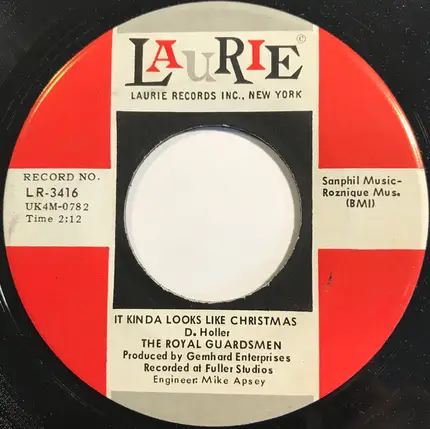 LAuRIE ©
LAURIE RECORDS INC., NEW YORK
RECORD NO.
LR-3416
UK4M-0782
Time 2:12
Sanphil Music-
Roznique Mus.
(BMI)
IT KINDA LOOKS LIKE CHRISTMAS
D. Holler
THE ROYAL GUARDSMEN
Produced by Gernhard Enterprises
Recorded at Fuller Studios
Engineer: Mike Apsey